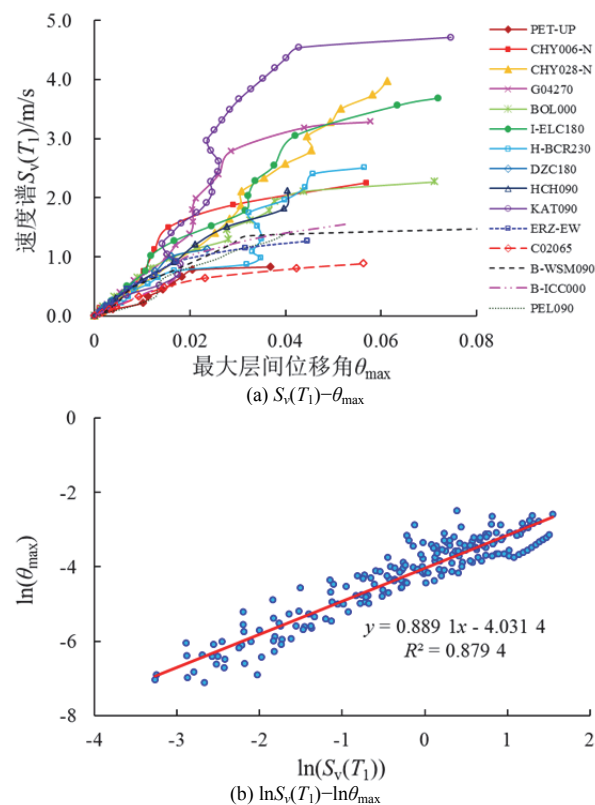 5.0
4.0
3.0
2.0
1.0
0.0
速度谱Sv(T1)/m/s
0
0.02
0.04
0.06
0.08
最大层间位移角θmax
PET-UP
CHY006-N
CHY028-N
G04270
BOL000
I-ELC180
H-BCR230
DZC180
HCH090
KAT090
ERZ-EW
C02065
B-WSM090
B-ICC000
PEL090
(a) Sv(T1)−θmax
0
-2
-4
-6
-8
ln(θmax)
y = 0.889 1x - 4.031 4
R² = 0.879 4
-4
-3
-2
-1
0
1
2
ln(Sv(T1))
(b) lnSv(T1)−lnθmax